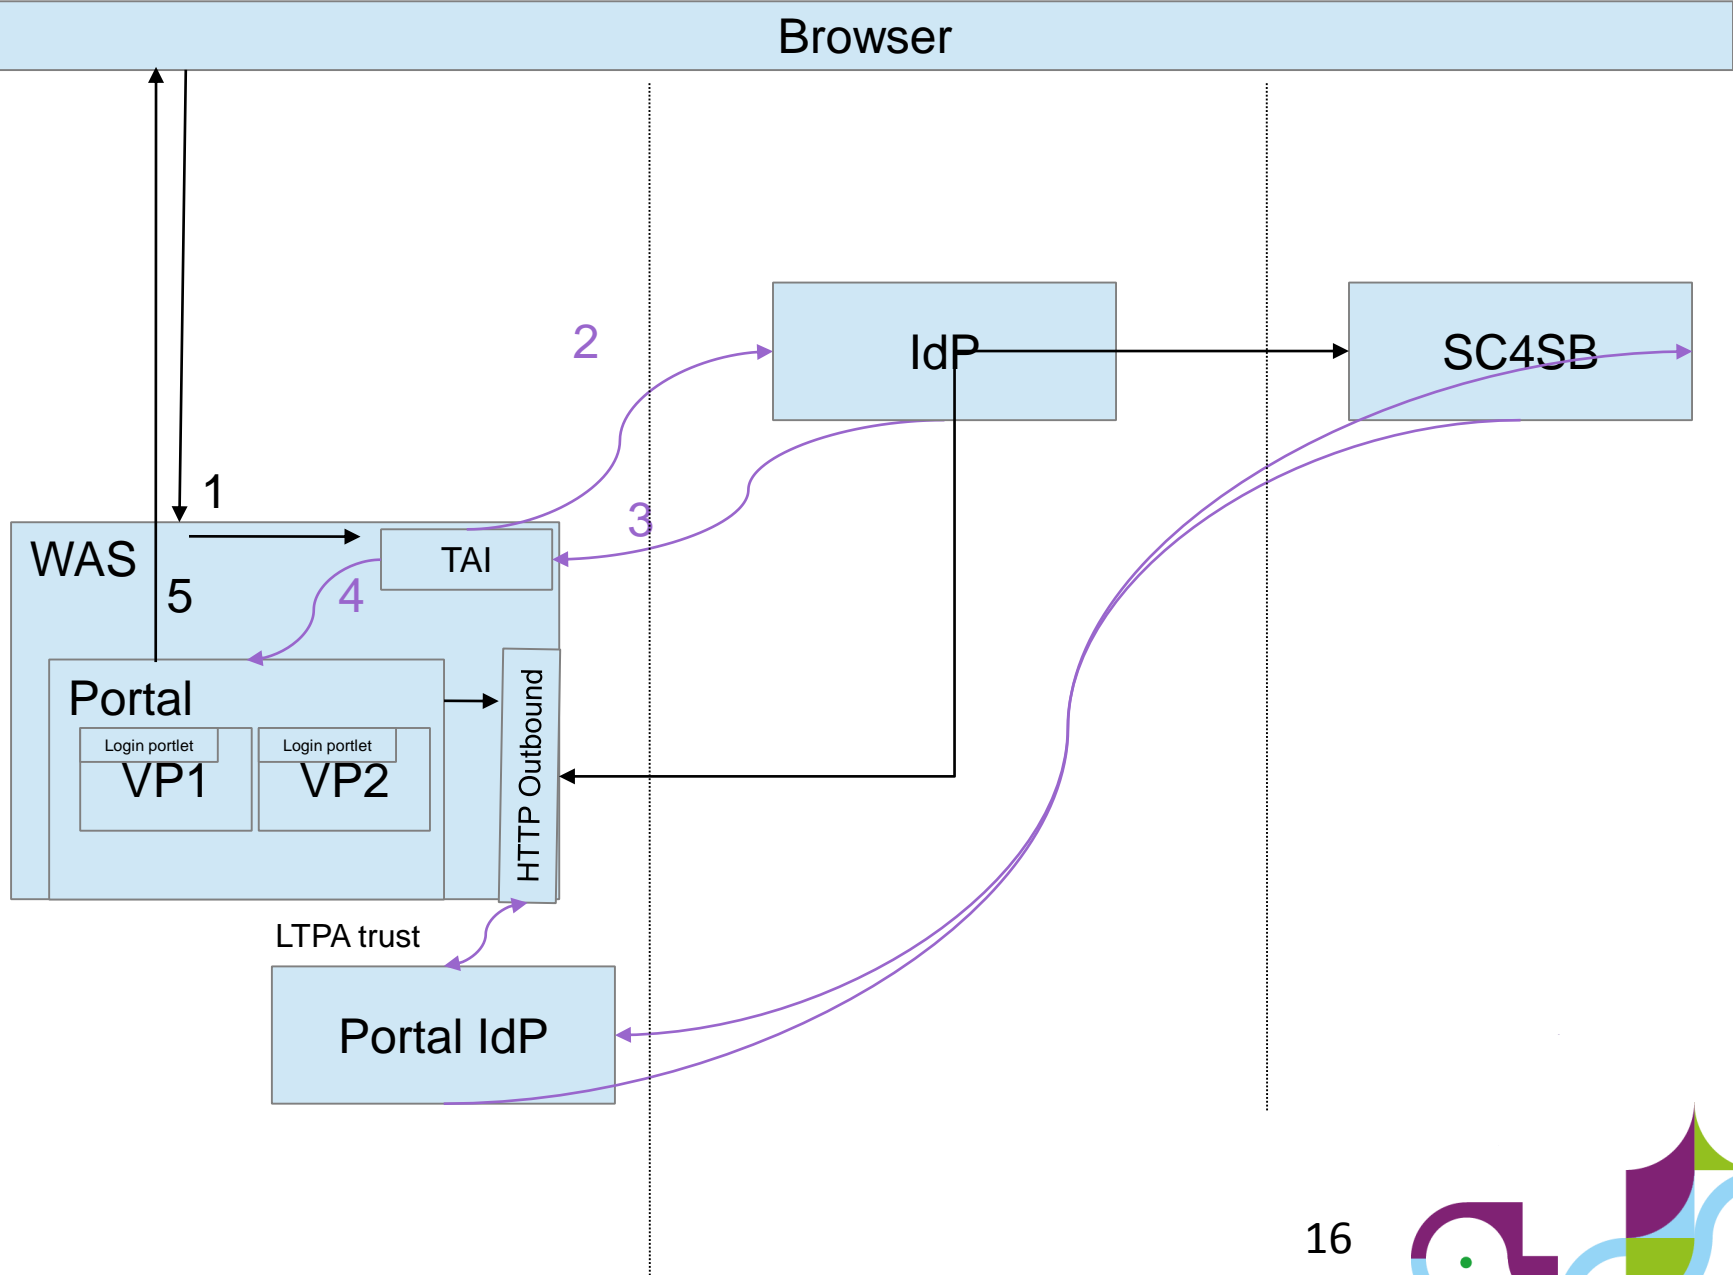 Browser
2
IdP
SC4SB
1
3
WAS
TAI
5
4
Portal
Login portlet
Login portlet
VP1
VP2
HTTP Outbound
LTPA trust
Portal IdP
16